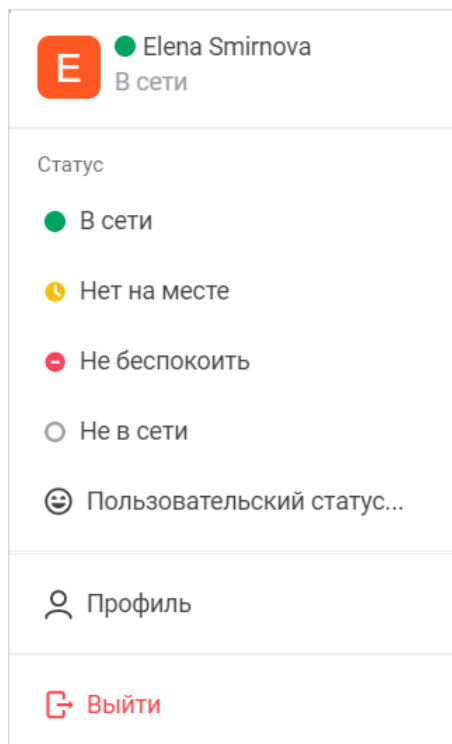 E
Elena Smirnova
В сети
Статус
В сети
Нет на месте
Не беспокоить
Не в сети
Пользовательский статус...
Профиль
Выйти